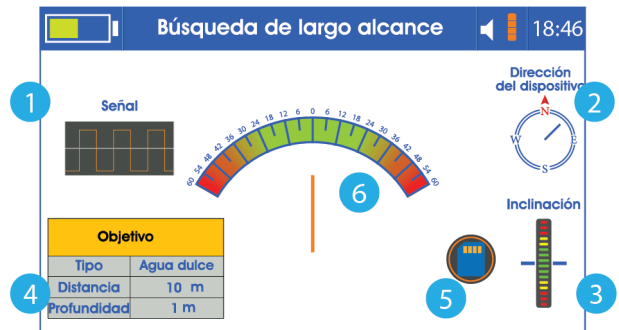 Búsqueda de largo alcance
18:46
Dirección
del dispositivo
1
Señal
2
N
W
E
S
60 54 48 42 36 30 24 18 12 6 0 6 12 18 24 30 36 42 48 54 60
6
Inclinación
Objetivo
Tipo Agua dulce
4
Distancia 10 m
5
3
Profundidad 1 m